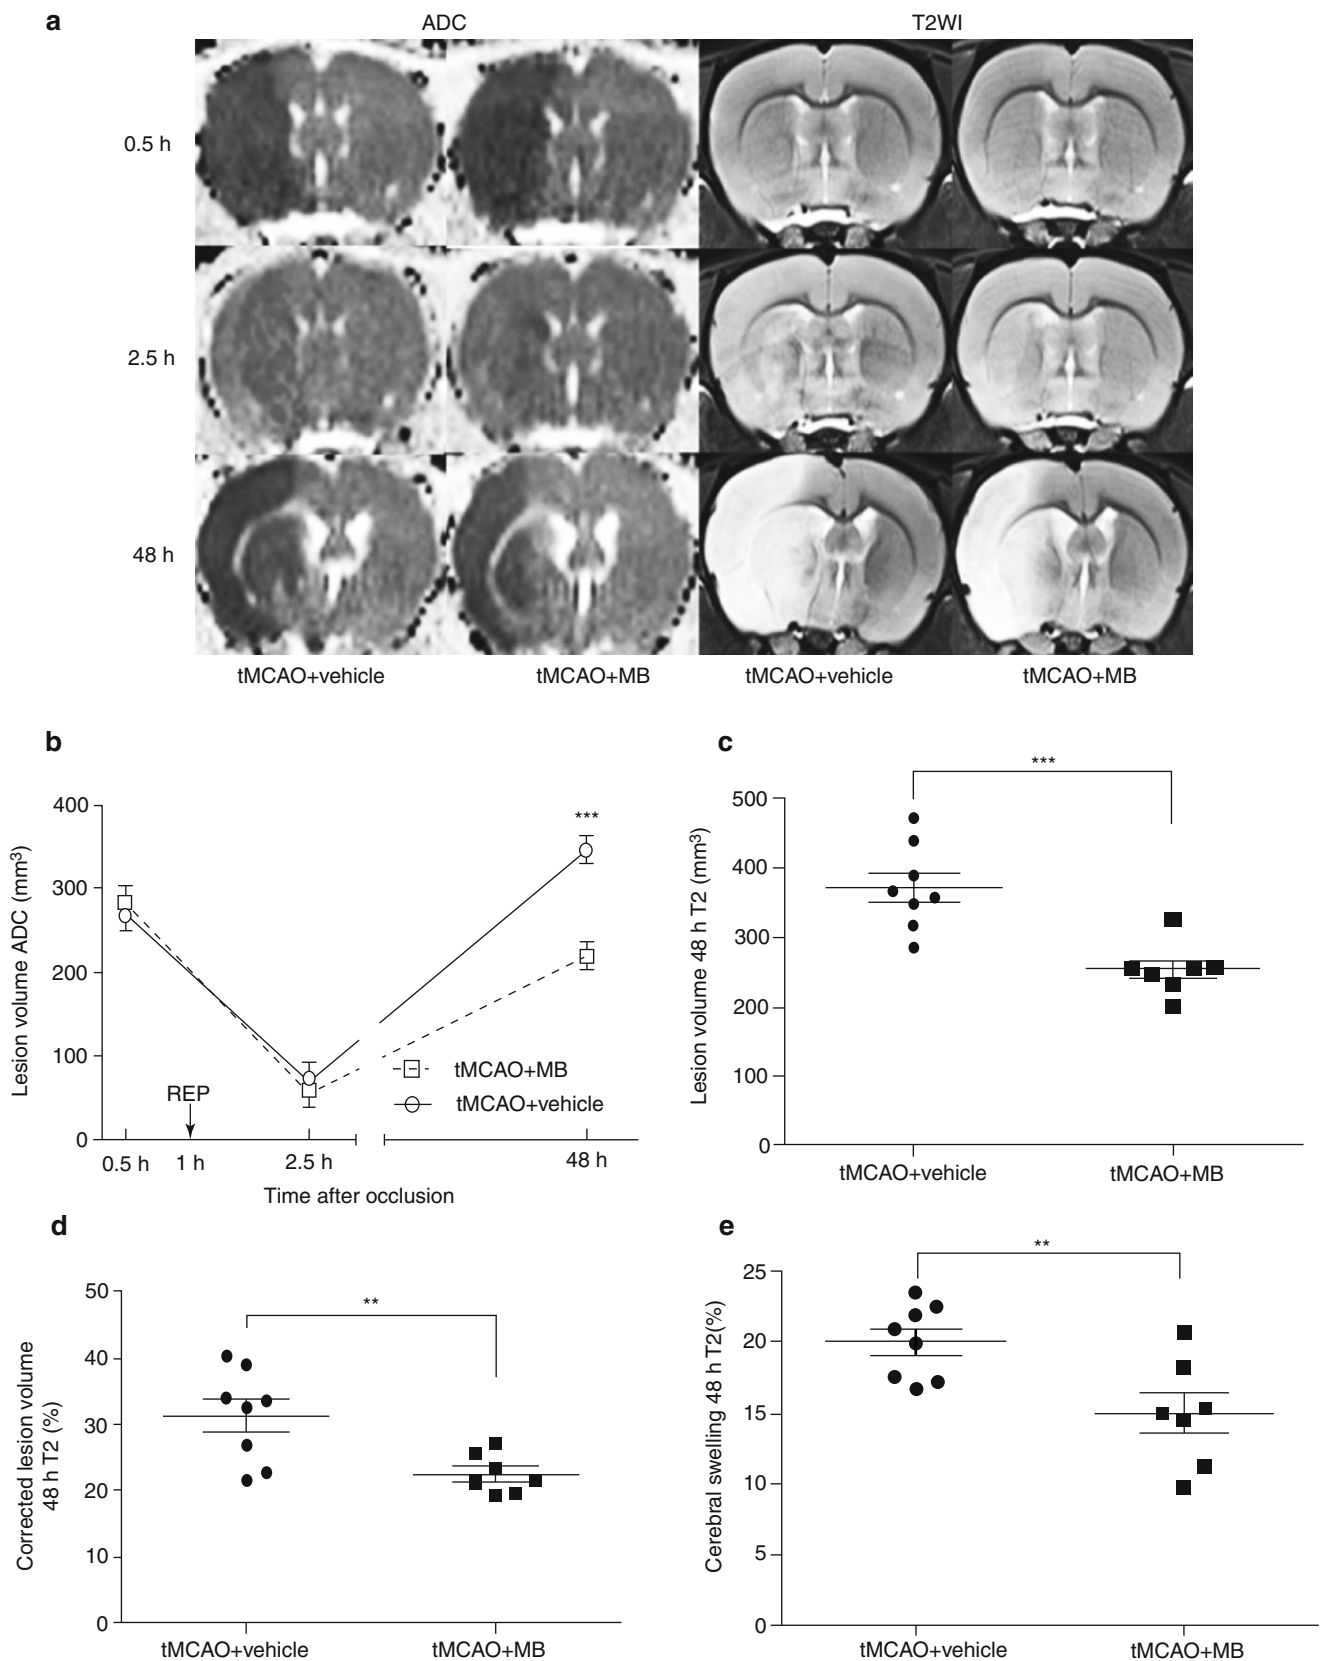 a
ADC
T2WI
0.5 h
2.5 h
48 h
tMCAO+vehicle
tMCAO+MB
tMCAO+vehicle
tMCAO+MB
b
Lesion volume ADC (mm³)
400
300
200
100
0
***
REP
tMCAO+MB
tMCAO+vehicle
0.5 h
1 h
2.5 h
48 h
Time after occlusion
c
Lesion volume 48 h T2 (mm³)
500
400
300
200
100
0
***
tMCAO+vehicle
tMCAO+MB
d
Corrected lesion volume
48 h T2 (%)
50
40
30
20
10
0
**
tMCAO+vehicle
tMCAO+MB
e
Cerebral swelling 48 h T2(%)
25
20
15
10
5
0
**
tMCAO+vehicle
tMCAO+MB